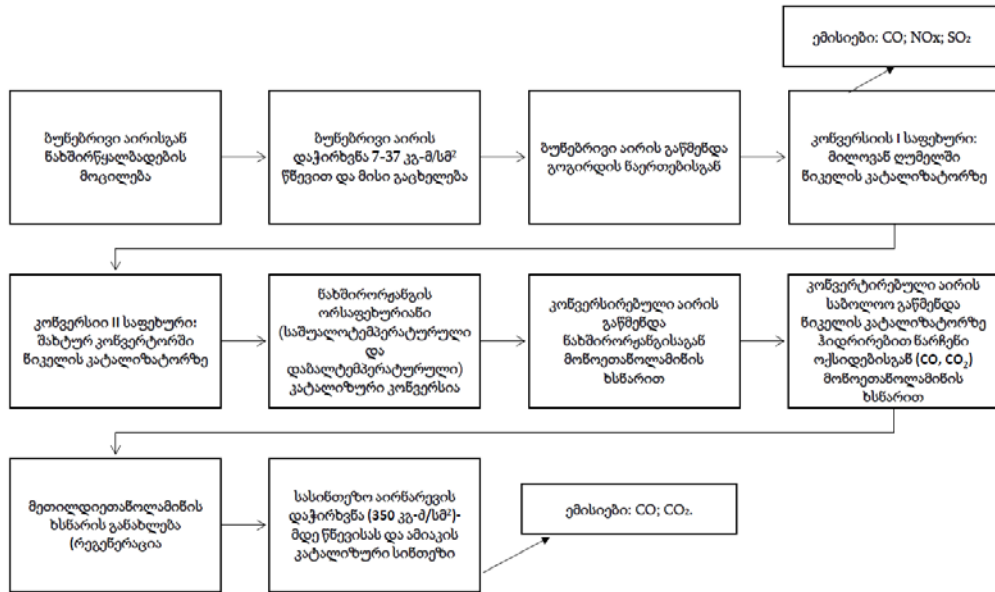 ემისიები: CO; NOx; SO₂
ბუნებრივი აირისგან
ნახშირწყალბადების
მოცილება
ბუნებრივი აირის
დაჭირხვნა 7-37 კგ-მ/სმ²
წნევით და მისი გაცხელება
ბუნებრივი აირის გაწმენდა
გოგირდის ნაერთებისგან
კონვერსიის I საფეხური:
მილოვან ღუმელში
ნიკელის კატალიზატორზე
კონვერსიი II საფეხური:
შახტურ კონვერტორში
ნიკელის კატალიზატორზე
ნახშირორჟანგის
ორსაფეხურიანი
(საშუალოტემპერატურული
და
დაბალტემპერატურული)
კატალიზური კონვერსია
კონვერსირებული აირის
გაწმენდა
ნახშირორჟანგისაგან
მონოეთანოლამინის
ხსნარით
კონვერტირებული აირის
საბოლოო გაწმენდა
ნიკელის კატალიზატორზე
ჰიდრირებით ნარჩენი
ოქსიდებისგან (CO, CO₂)
მონოეთანოლამინის
ხსნარით
მეთილდიეთანოლამინის
ხსნარის განახლება
(რეგენერაცია
სასინთეზო აირნარევის
დაჭირხვნა (350 კგ-მ/სმ²)-
მდე წნევისას და ამიაკის
კატალიზური სინთეზი
ემისიები: CO; CO₂.